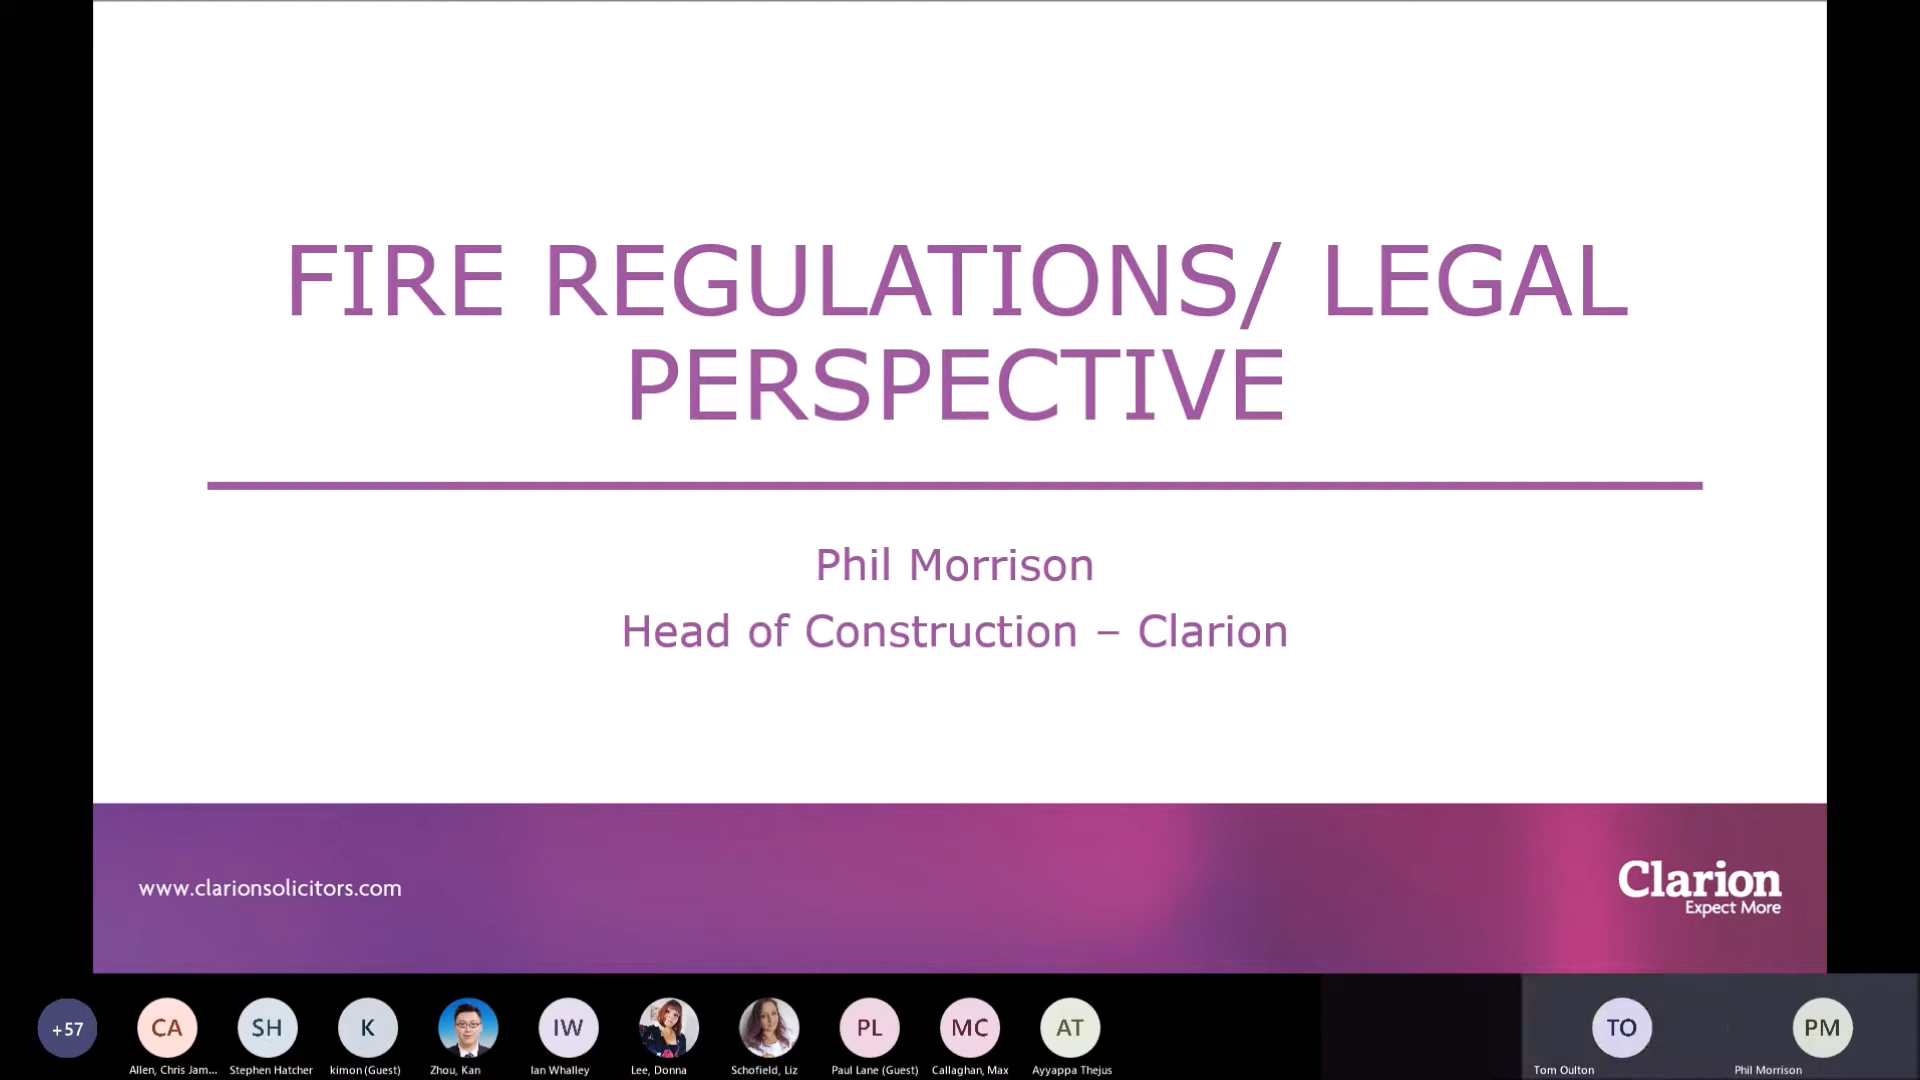 FIRE REGULATIONS/ LEGAL
PERSPECTIVE
Phil Morrison
Head of Construction – Clarion
www.clarionsolicitors.com
Clarion
Expect More
+57
CA
SH
K
IW
PL
MC
AT
TO
PM
Allen, Chris Jam...
Stephen Hatcher
kimon (Guest)
Zhou, Kan
Ian Whalley
Lee, Donna
Schofield, Liz
Paul Lane (Guest)
Callaghan, Max
Ayyappa Thejus
Tom Oulton
Phil Morrison